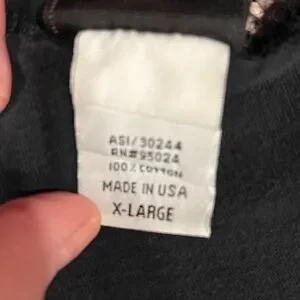 ASI/30244
RN#95024
100% COTTON
MADE IN USA
X-LARGE